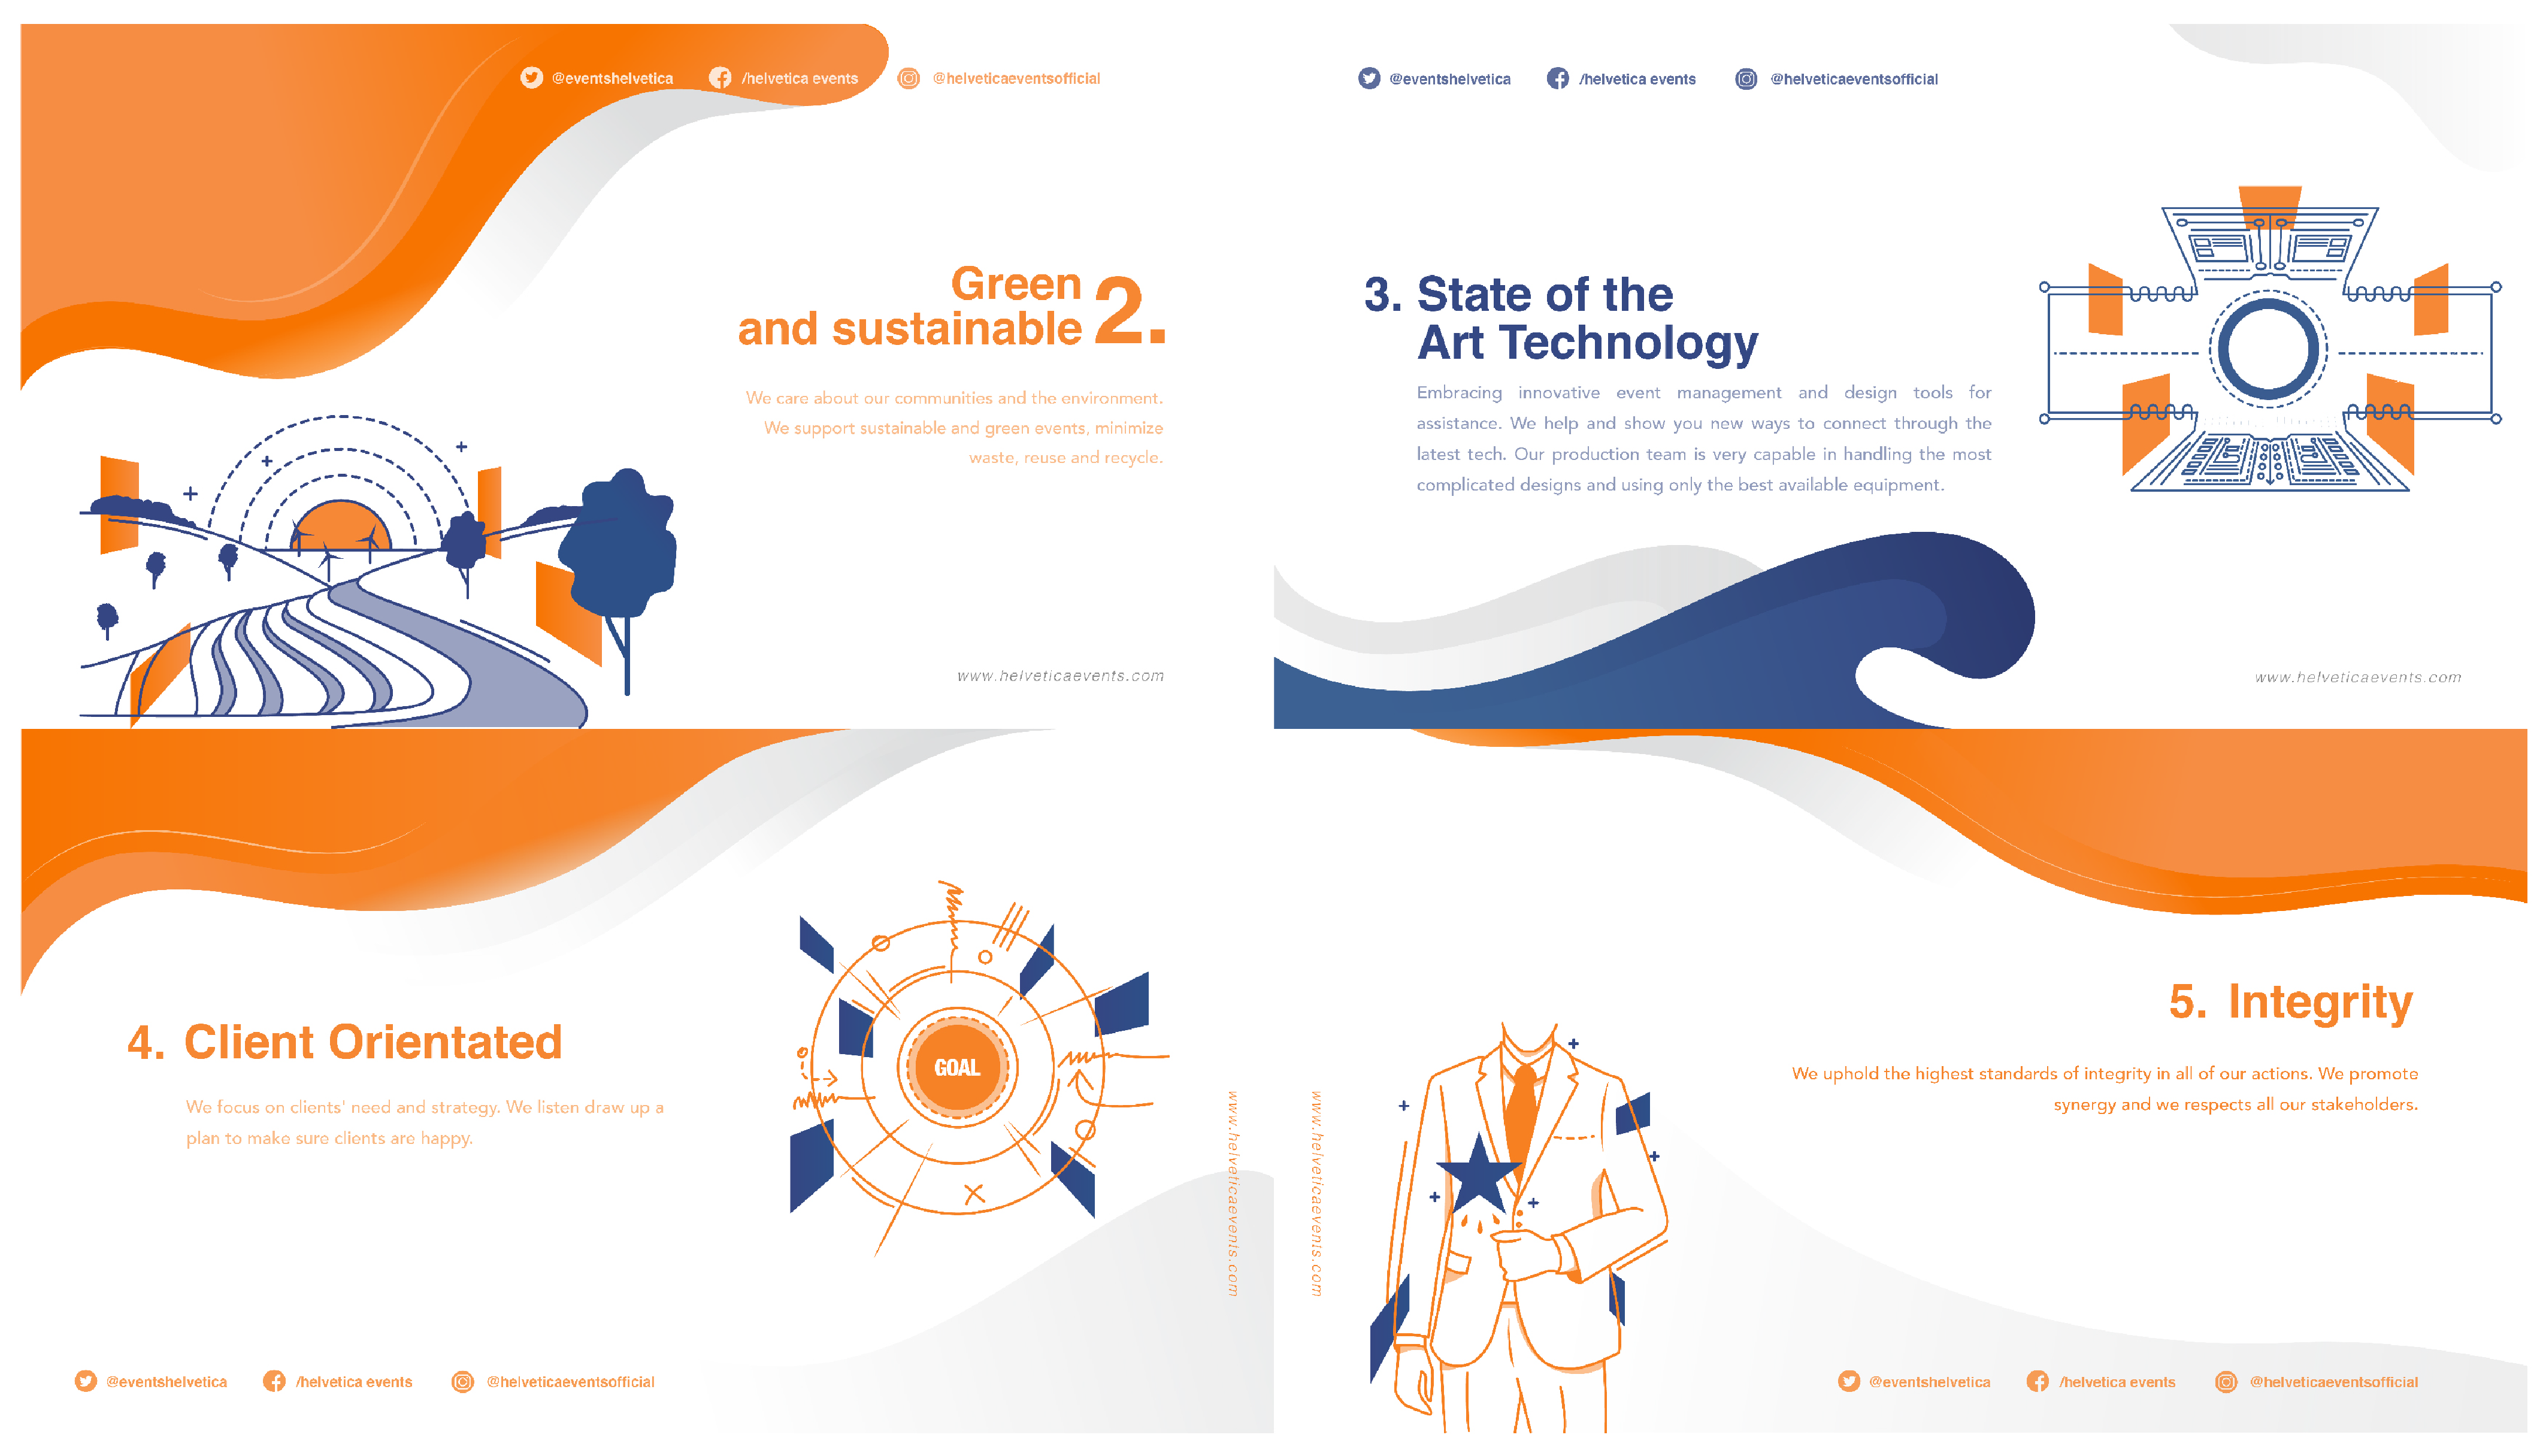 @eventshelvetica /helvetica events @helveticaeventsofficial
Green
and sustainable 2.
We care about our communities and the environment.
We support sustainable and green events, minimize
waste, reuse and recycle.
www.helveticaevents.com
@eventshelvetica /helvetica events @helveticaeventsofficial
3. State of the
Art Technology
Embracing innovative event management and design tools for
assistance. We help and show you new ways to connect through the
latest tech. Our production team is very capable in handling the most
complicated designs and using only the best available equipment.
www.helveticaevents.com
4. Client Orientated
We focus on clients' need and strategy. We listen draw up a
plan to make sure clients are happy.
GOAL
www.helveticaevents.com
@eventshelvetica /helvetica events @helveticaeventsofficial
www.helveticaevents.com
5. Integrity
We uphold the highest standards of integrity in all of our actions. We promote
synergy and we respects all our stakeholders.
@eventshelvetica /helvetica events @helveticaeventsofficial